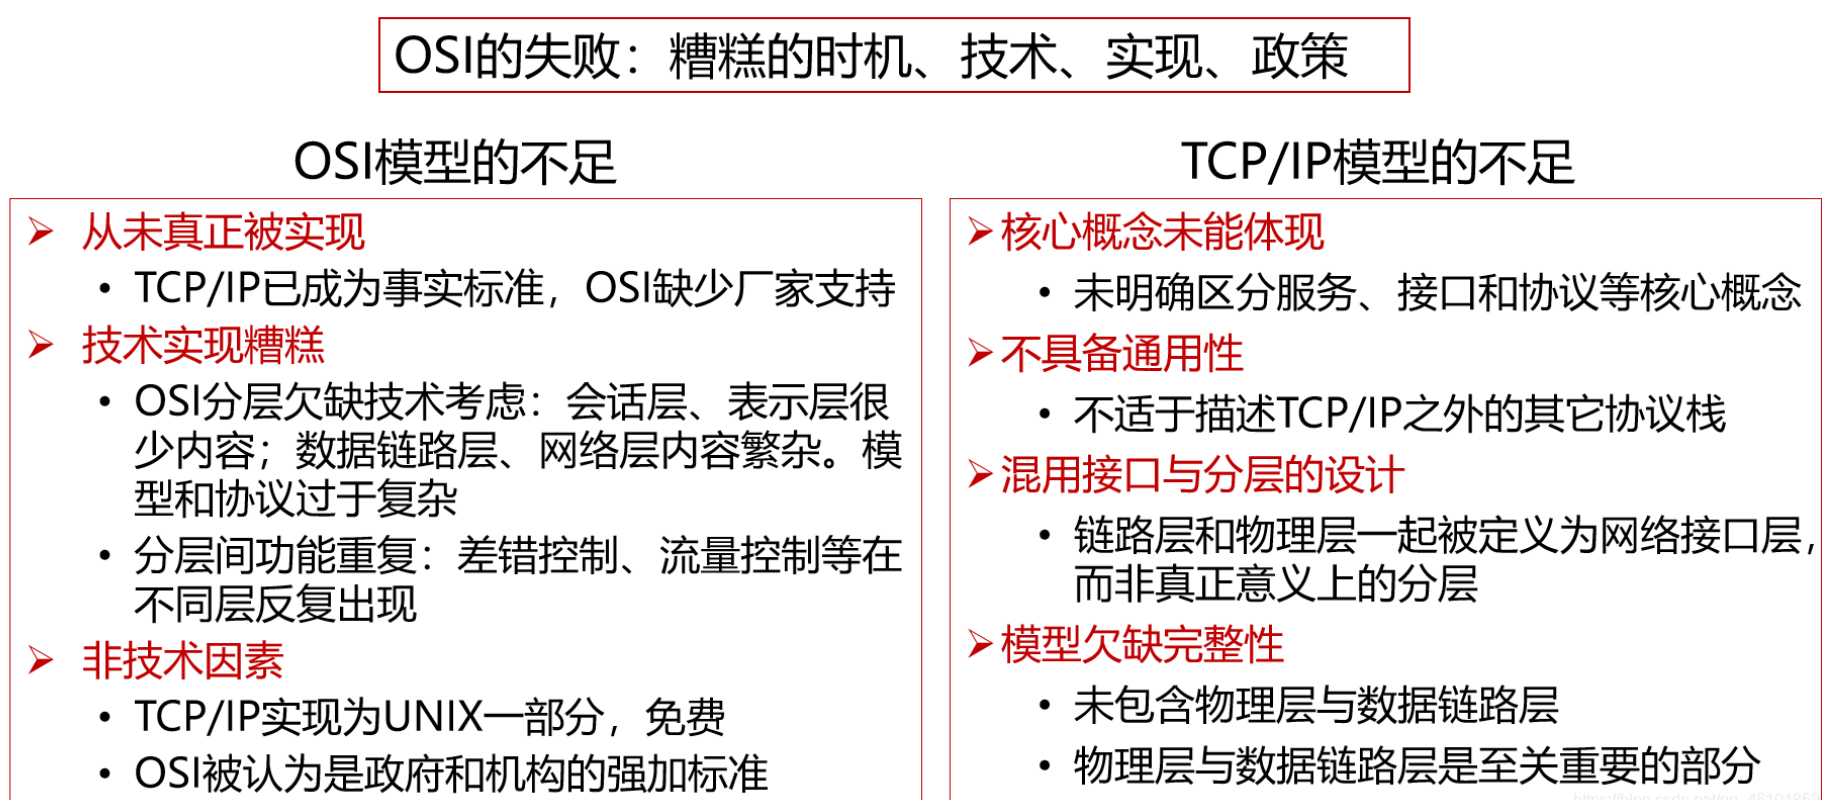 OSI的失败：糟糕的时机、技术、实现、政策
OSI模型的不足
从未真正被实现
• TCP/IP已成为事实标准，OSI缺少厂家支持
技术实现糟糕
• OSI分层欠缺技术考虑：会话层、表示层很
少内容；数据链路层、网络层内容繁杂。模
型和协议过于复杂
• 分层间功能重复：差错控制、流量控制等在
不同层反复出现
非技术因素
• TCP/IP实现为UNIX一部分，免费
• OSI被认为是政府和机构的强加标准
TCP/IP模型的不足
核心概念未能体现
• 未明确区分服务、接口和协议等核心概念
不具备通用性
• 不适于描述TCP/IP之外的其它协议栈
混用接口与分层的设计
• 链路层和物理层一起被定义为网络接口层，
而非真正意义上的分层
模型欠缺完整性
• 未包含物理层与数据链路层
• 物理层与数据链路层是至关重要的部分